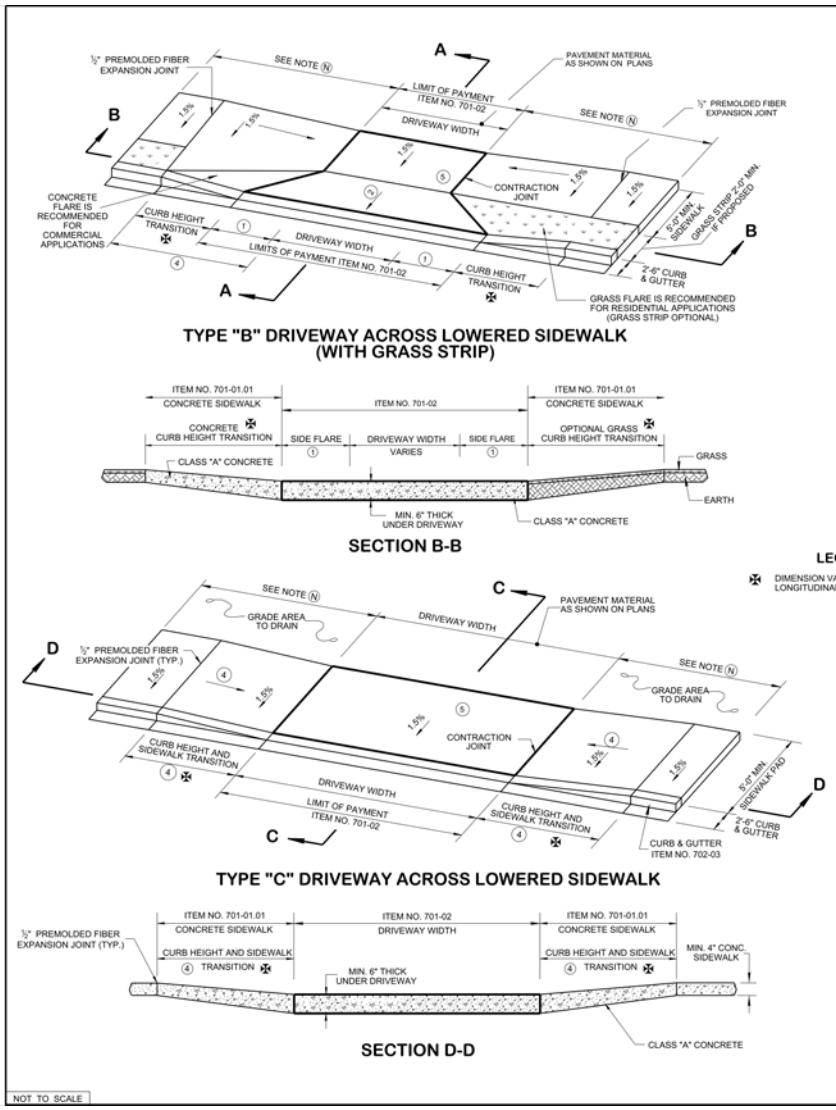 A
SEE NOTE Ⓝ
½" PREMOLDED FIBER
EXPANSION JOINT
PAVEMENT MATERIAL
AS SHOWN ON PLANS
LIMIT OF PAYMENT
ITEM NO. 701-02
DRIVEWAY WIDTH
SEE NOTE Ⓝ
½" PREMOLDED FIBER
EXPANSION JOINT
B
1.5%
1.5%
1.5%
1.5%
1.5%
5
2
CONTRACTION
JOINT
CONCRETE
FLARE IS
RECOMMENDED
FOR
COMMERCIAL
APPLICATIONS
CURB HEIGHT
TRANSITION
4
1
DRIVEWAY WIDTH
LIMITS OF PAYMENT ITEM NO. 701-02
1
CURB HEIGHT
TRANSITION
5'-0" MIN.
SIDEWALK
GRASS STRIP 2'-0" MIN.
IF PROPOSED
2'-6" CURB
& GUTTER
B
A
GRASS FLARE IS RECOMMENDED
FOR RESIDENTIAL APPLICATIONS
(GRASS STRIP OPTIONAL)
TYPE "B" DRIVEWAY ACROSS LOWERED SIDEWALK
(WITH GRASS STRIP)
ITEM NO. 701-01.01
CONCRETE SIDEWALK
ITEM NO. 701-02
ITEM NO. 701-01.01
CONCRETE SIDEWALK
CONCRETE
CURB HEIGHT TRANSITION
SIDE FLARE
1
DRIVEWAY WIDTH
VARIES
SIDE FLARE
1
OPTIONAL GRASS
CURB HEIGHT TRANSITION
CLASS "A" CONCRETE
GRASS
EARTH
MIN. 6" THICK
UNDER DRIVEWAY
CLASS "A" CONCRETE
SECTION B-B
LE
DIMENSION VA
LONGITUDINA
C
SEE NOTE Ⓝ
GRADE AREA
TO DRAIN
DRIVEWAY WIDTH
PAVEMENT MATERIAL
AS SHOWN ON PLANS
SEE NOTE Ⓝ
GRADE AREA
TO DRAIN
D
½" PREMOLDED FIBER
EXPANSION JOINT (TYP.)
1.5%
4
1.5%
5
1.5%
CONTRACTION
JOINT
4
1.5%
1.5%
CURB HEIGHT AND
SIDEWALK TRANSITION
4
DRIVEWAY WIDTH
LIMIT OF PAYMENT
ITEM NO. 701-02
CURB HEIGHT AND
SIDEWALK TRANSITION
4
5'-0" MIN.
SIDEWALK PAD
2'-6" CURB
& GUTTER
D
C
CURB & GUTTER
ITEM NO. 702-03
TYPE "C" DRIVEWAY ACROSS LOWERED SIDEWALK
½" PREMOLDED FIBER
EXPANSION JOINT (TYP.)
ITEM NO. 701-01.01
CONCRETE SIDEWALK
ITEM NO. 701-02
DRIVEWAY WIDTH
ITEM NO. 701-01.01
CONCRETE SIDEWALK
CURB HEIGHT AND SIDEWALK
4 TRANSITION
CURB HEIGHT AND SIDEWALK
4 TRANSITION
MIN. 4" CONC.
SIDEWALK
MIN. 6" THICK
UNDER DRIVEWAY
CLASS "A" CONCRETE
SECTION D-D
NOT TO SCALE